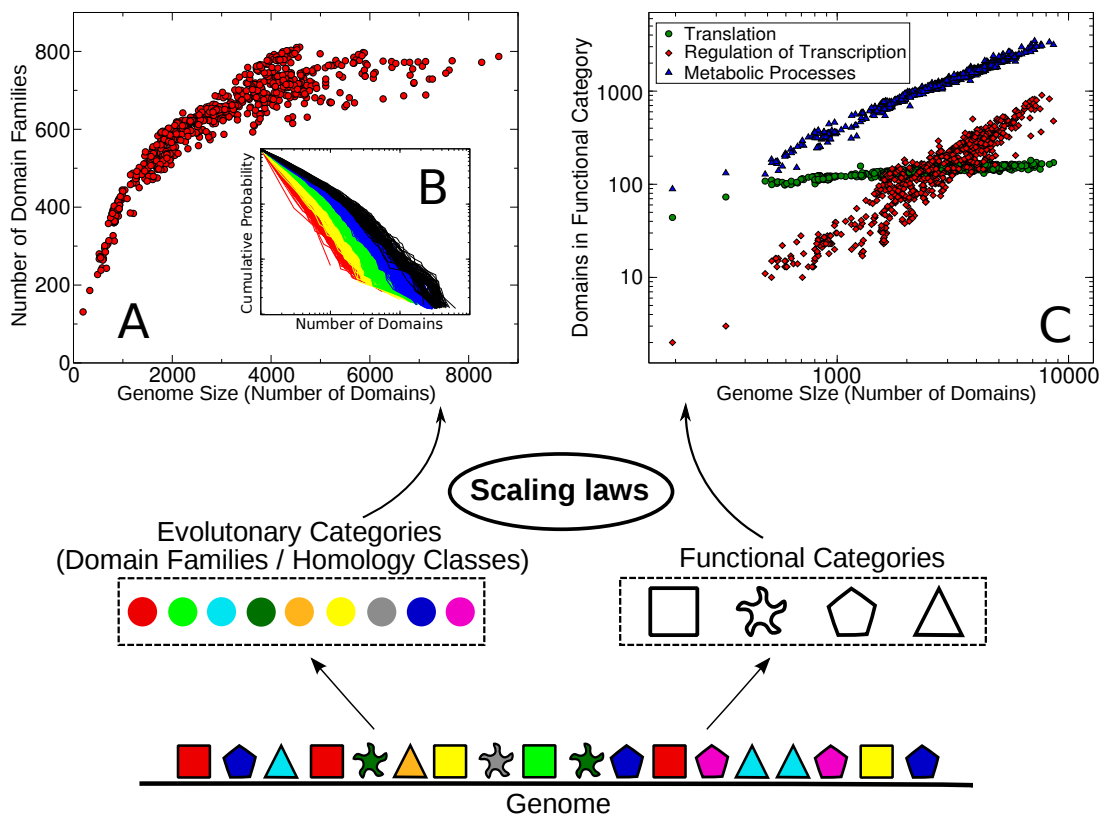 800
600
400
200
0
Number of Domain Families
0
2000
4000
6000
8000
Genome Size (Number of Domains)
A
B
Cumulative Probability
Number of Domains
Translation
Regulation of Transcription
Metabolic Processes
1000
100
10
Domains in Functional Category
C
1000
10000
Genome SIze (Number of Domains)
Scaling laws
Evolutonary Categories
(Domain Families / Homology Classes)
Functional Categories
Genome